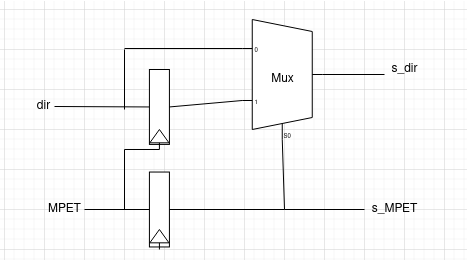 0
s_dir
Mux
dir
1
S0
MPET
s_MPET